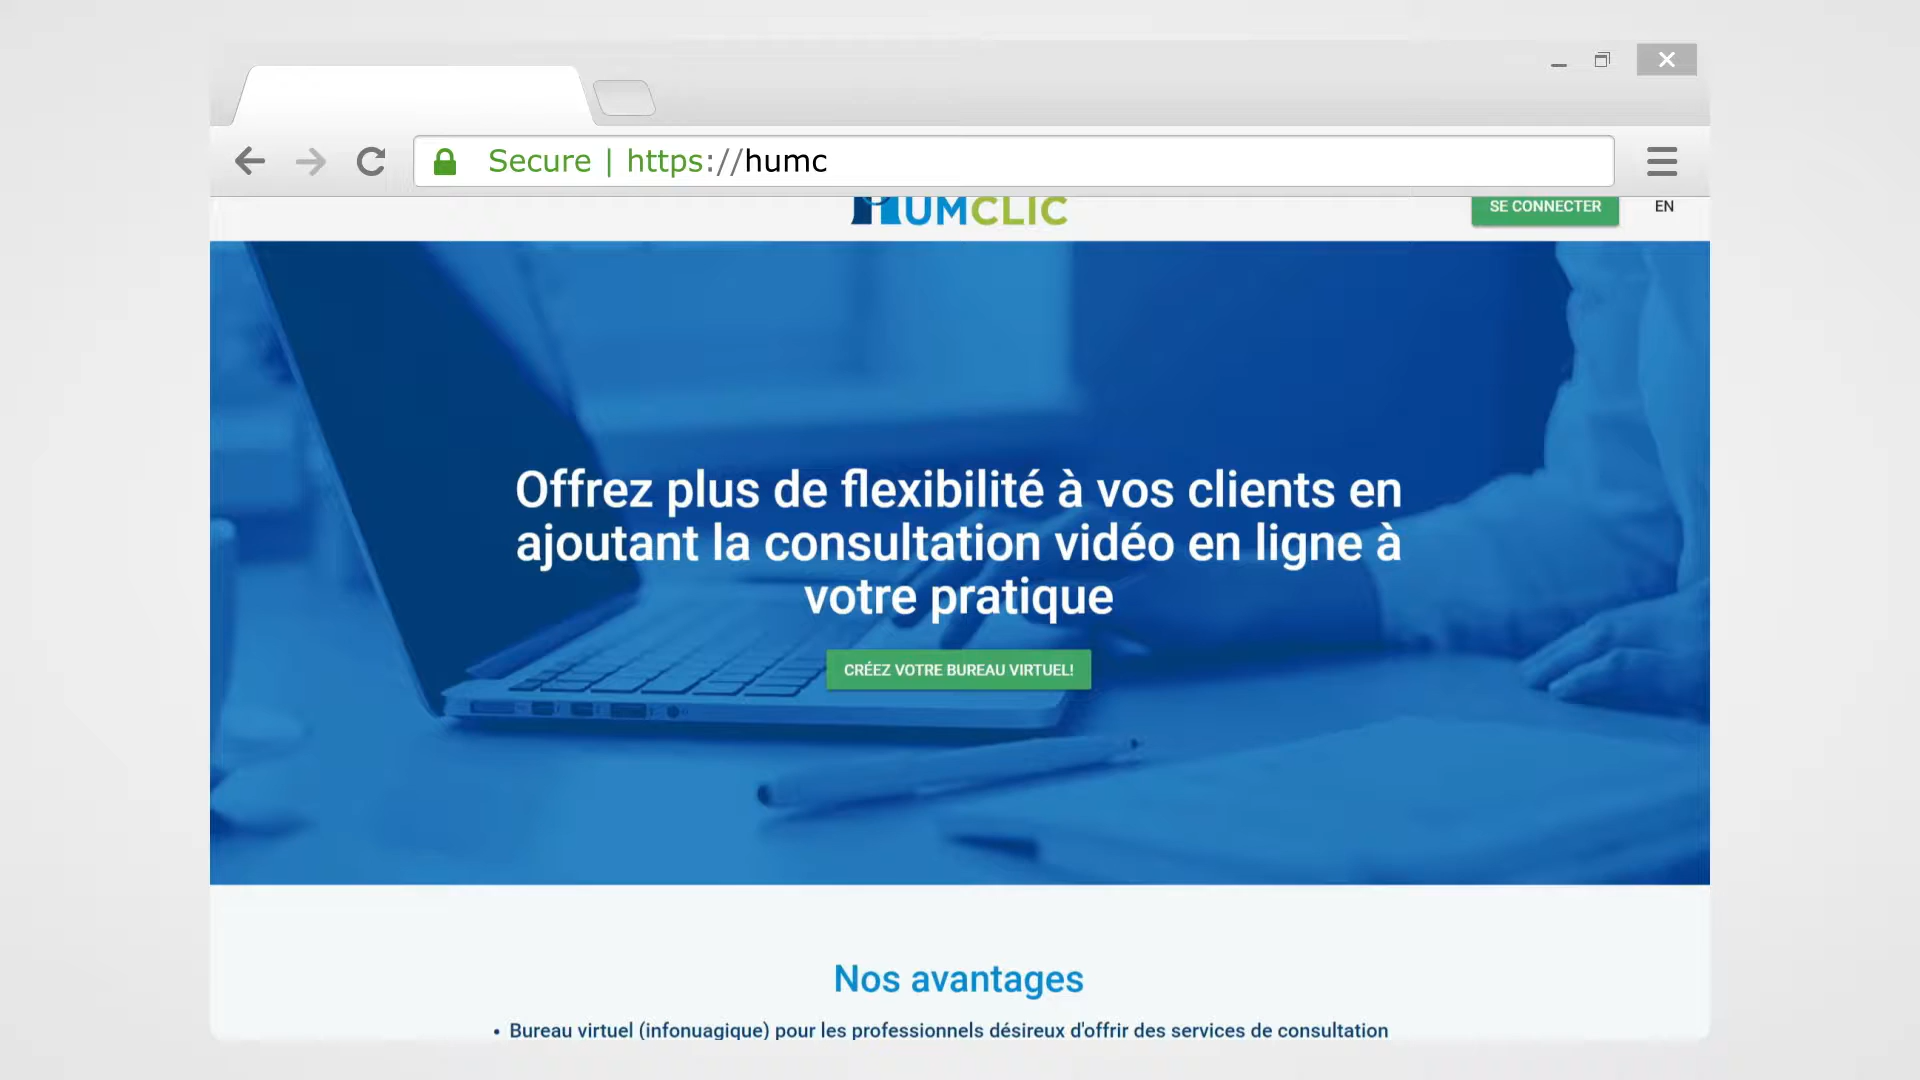 Secure | https://humc
HUMCLIC
SE CONNECTER
EN
Offrez plus de flexibilité à vos clients en
ajoutant la consultation vidéo en ligne à
votre pratique
CRÉEZ VOTRE BUREAU VIRTUEL!
Nos avantages
• Bureau virtuel (infonuagique) pour les professionnels désireux d'offrir des services de consultation